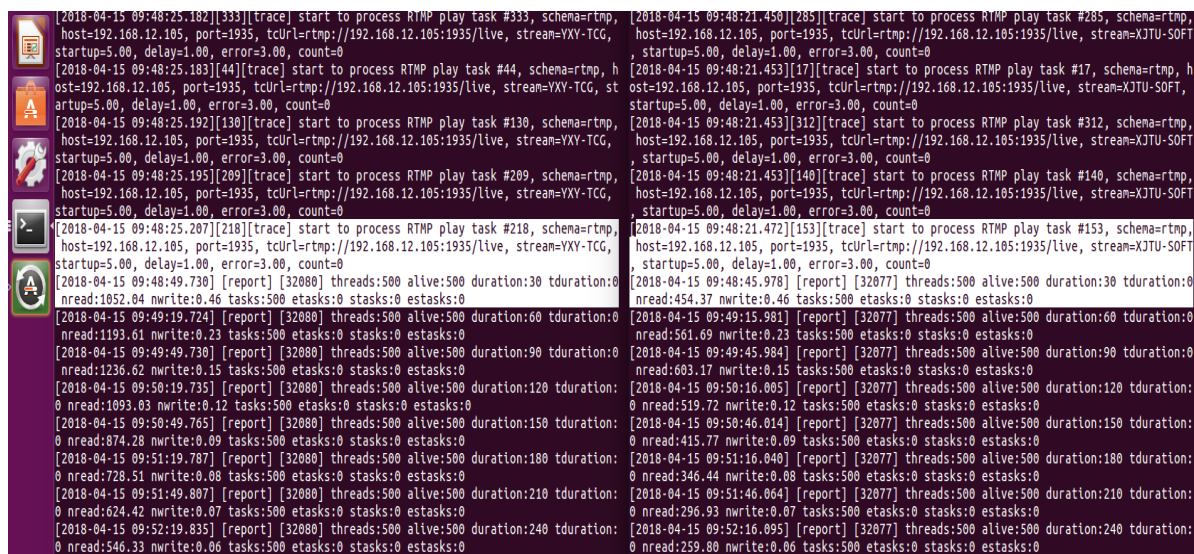 [2018-04-15 09:48:25.182][333][trace] start to process RTMP play task #333, schema=rtmp,
host=192.168.12.105, port=1935, tcUrl=rtmp://192.168.12.105:1935/live, stream=YXY-TCG,
startup=5.00, delay=1.00, error=3.00, count=0
[2018-04-15 09:48:25.183][44][trace] start to process RTMP play task #44, schema=rtmp, h
ost=192.168.12.105, port=1935, tcUrl=rtmp://192.168.12.105:1935/live, stream=YXY-TCG, st
artup=5.00, delay=1.00, error=3.00, count=0
[2018-04-15 09:48:25.192][130][trace] start to process RTMP play task #130, schema=rtmp,
host=192.168.12.105, port=1935, tcUrl=rtmp://192.168.12.105:1935/live, stream=YXY-TCG,
startup=5.00, delay=1.00, error=3.00, count=0
[2018-04-15 09:48:25.195][209][trace] start to process RTMP play task #209, schema=rtmp,
host=192.168.12.105, port=1935, tcUrl=rtmp://192.168.12.105:1935/live, stream=YXY-TCG,
startup=5.00, delay=1.00, error=3.00, count=0
[2018-04-15 09:48:25.207][218][trace] start to process RTMP play task #218, schema=rtmp,
host=192.168.12.105, port=1935, tcUrl=rtmp://192.168.12.105:1935/live, stream=YXY-TCG,
startup=5.00, delay=1.00, error=3.00, count=0
[2018-04-15 09:48:49.730] [report] [32080] threads:500 alive:500 duration:30 tduration:0
nread:1052.04 nwrite:0.46 tasks:500 etasks:0 stasks:0 estasks:0
[2018-04-15 09:49:19.724] [report] [32080] threads:500 alive:500 duration:60 tduration:0
nread:1193.61 nwrite:0.23 tasks:500 etasks:0 stasks:0 estasks:0
[2018-04-15 09:49:49.730] [report] [32080] threads:500 alive:500 duration:90 tduration:0
nread:1236.62 nwrite:0.15 tasks:500 etasks:0 stasks:0 estasks:0
[2018-04-15 09:50:19.735] [report] [32080] threads:500 alive:500 duration:120 tduration:
0 nread:1093.03 nwrite:0.12 tasks:500 etasks:0 stasks:0 estasks:0
[2018-04-15 09:50:49.765] [report] [32080] threads:500 alive:500 duration:150 tduration:
0 nread:874.28 nwrite:0.09 tasks:500 etasks:0 stasks:0 estasks:0
[2018-04-15 09:51:19.787] [report] [32080] threads:500 alive:500 duration:180 tduration:
0 nread:728.51 nwrite:0.08 tasks:500 etasks:0 stasks:0 estasks:0
[2018-04-15 09:51:49.807] [report] [32080] threads:500 alive:500 duration:210 tduration:
0 nread:624.42 nwrite:0.07 tasks:500 etasks:0 stasks:0 estasks:0
[2018-04-15 09:52:19.835] [report] [32080] threads:500 alive:500 duration:240 tduration:
0 nread:546.33 nwrite:0.06 tasks:500 etasks:0 stasks:0 estasks:0
[2018-04-15 09:48:21.450][285][trace] start to process RTMP play task #285, schema=rtmp,
host=192.168.12.105, port=1935, tcUrl=rtmp://192.168.12.105:1935/live, stream=XJTU-SOFT
, startup=5.00, delay=1.00, error=3.00, count=0
[2018-04-15 09:48:21.453][17][trace] start to process RTMP play task #17, schema=rtmp, h
ost=192.168.12.105, port=1935, tcUrl=rtmp://192.168.12.105:1935/live, stream=XJTU-SOFT,
startup=5.00, delay=1.00, error=3.00, count=0
[2018-04-15 09:48:21.453][312][trace] start to process RTMP play task #312, schema=rtmp,
host=192.168.12.105, port=1935, tcUrl=rtmp://192.168.12.105:1935/live, stream=XJTU-SOFT
, startup=5.00, delay=1.00, error=3.00, count=0
[2018-04-15 09:48:21.453][140][trace] start to process RTMP play task #140, schema=rtmp,
host=192.168.12.105, port=1935, tcUrl=rtmp://192.168.12.105:1935/live, stream=XJTU-SOFT
, startup=5.00, delay=1.00, error=3.00, count=0
[2018-04-15 09:48:21.472][153][trace] start to process RTMP play task #153, schema=rtmp,
host=192.168.12.105, port=1935, tcUrl=rtmp://192.168.12.105:1935/live, stream=XJTU-SOFT
, startup=5.00, delay=1.00, error=3.00, count=0
[2018-04-15 09:48:45.978] [report] [32077] threads:500 alive:500 duration:30 tduration:0
nread:454.37 nwrite:0.46 tasks:500 etasks:0 stasks:0 estasks:0
[2018-04-15 09:49:15.981] [report] [32077] threads:500 alive:500 duration:60 tduration:0
nread:561.69 nwrite:0.23 tasks:500 etasks:0 stasks:0 estasks:0
[2018-04-15 09:49:45.984] [report] [32077] threads:500 alive:500 duration:90 tduration:0
nread:603.17 nwrite:0.15 tasks:500 etasks:0 stasks:0 estasks:0
[2018-04-15 09:50:16.005] [report] [32077] threads:500 alive:500 duration:120 tduration:
0 nread:519.72 nwrite:0.12 tasks:500 etasks:0 stasks:0 estasks:0
[2018-04-15 09:50:46.014] [report] [32077] threads:500 alive:500 duration:150 tduration:
0 nread:415.77 nwrite:0.09 tasks:500 etasks:0 stasks:0 estasks:0
[2018-04-15 09:51:16.040] [report] [32077] threads:500 alive:500 duration:180 tduration:
0 nread:346.44 nwrite:0.08 tasks:500 etasks:0 stasks:0 estasks:0
[2018-04-15 09:51:46.064] [report] [32077] threads:500 alive:500 duration:210 tduration:
0 nread:296.93 nwrite:0.07 tasks:500 etasks:0 stasks:0 estasks:0
[2018-04-15 09:52:16.095] [report] [32077] threads:500 alive:500 duration:240 tduration:
0 nread:259.80 nwrite:0.06 tasks:500 etasks:0 stasks:0 estasks:0